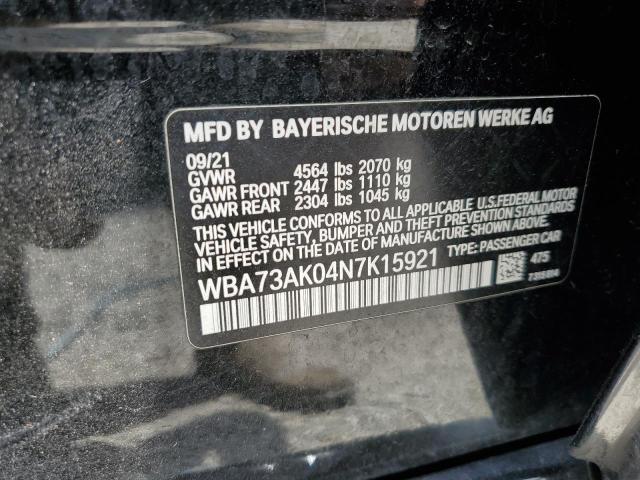 MFD BY BAYERISCHE MOTOREN WERKE AG
09/21
GVWR 4564 lbs 2070 kg
GAWR FRONT 2447 lbs 1110 kg
GAWR REAR 2304 lbs 1045 kg
THIS VEHICLE CONFORMS TO ALL APPLICABLE U.S.FEDERAL MOTOR
VEHICLE SAFETY, BUMPER, AND THEFT PREVENTION STANDARDS
IN EFFECT ON THE DATE OF MANUFACTURE SHOWN ABOVE.
WBA73AK04N7K15921 TYPE: PASSENGER CAR
475